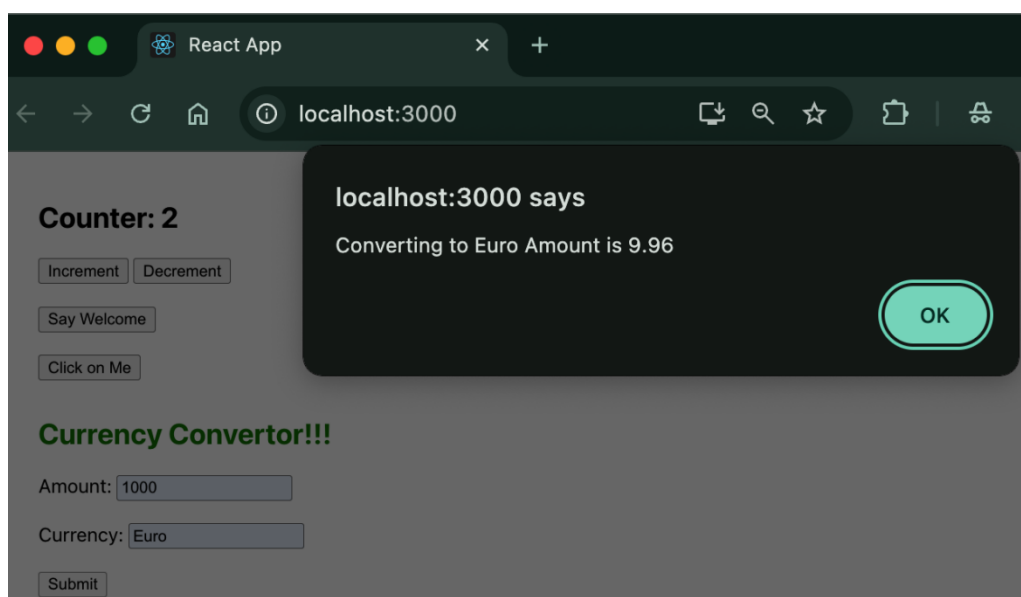 React App
localhost:3000
localhost:3000 says
Converting to Euro Amount is 9.96
OK
Counter: 2
Increment Decrement
Say Welcome
Click on Me
Currency Convertor!!!
Amount: 1000
Currency: Euro
Submit